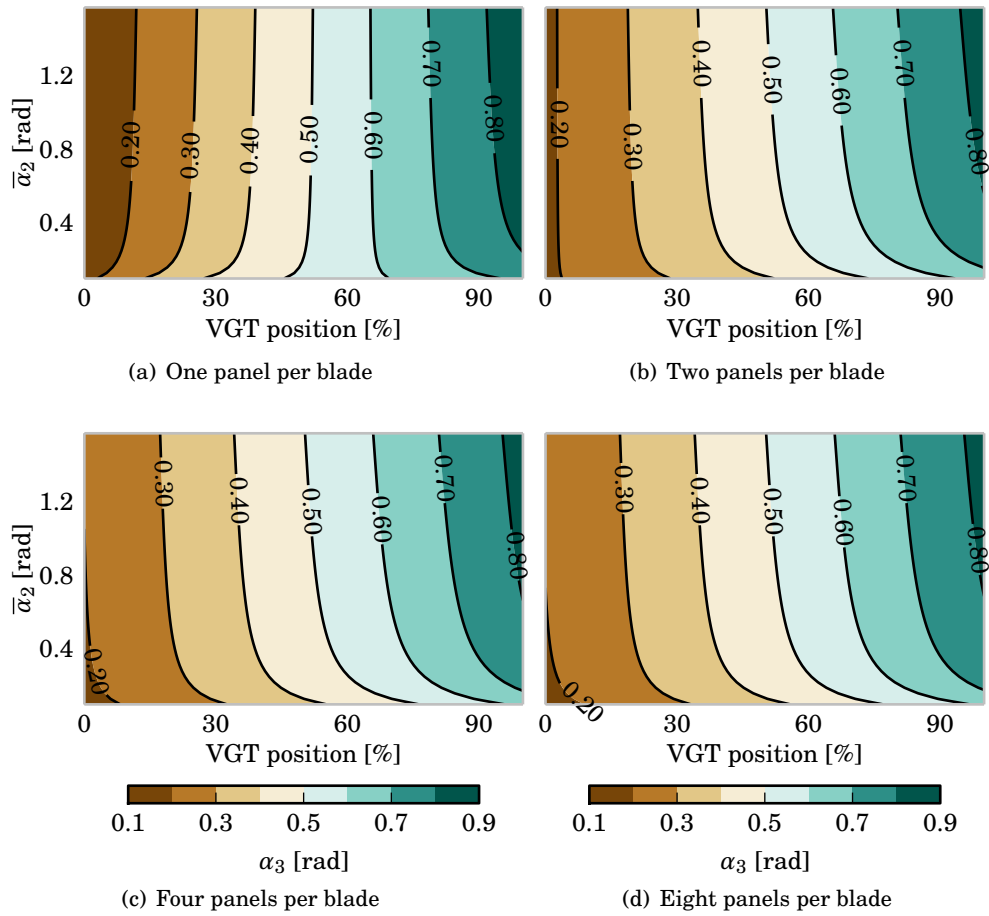 1.2
0.8
0.4
ᾱ₂ [rad]
0.20
0.30
0.40
0.50
0.60
0.70
0.80
0 30 60 90
VGT position [%]
(a) One panel per blade
0.20
0.30
0.40
0.50
0.60
0.70
0.80
0 30 60 90
VGT position [%]
(b) Two panels per blade
1.2
0.8
0.4
ᾱ₂ [rad]
0.20
0.30
0.40
0.50
0.60
0.70
0.80
0 30 60 90
VGT position [%]
0.1 0.3 0.5 0.7 0.9
α₃ [rad]
(c) Four panels per blade
0.20
0.30
0.40
0.50
0.60
0.70
0.80
0 30 60 90
VGT position [%]
0.1 0.3 0.5 0.7 0.9
α₃ [rad]
(d) Eight panels per blade